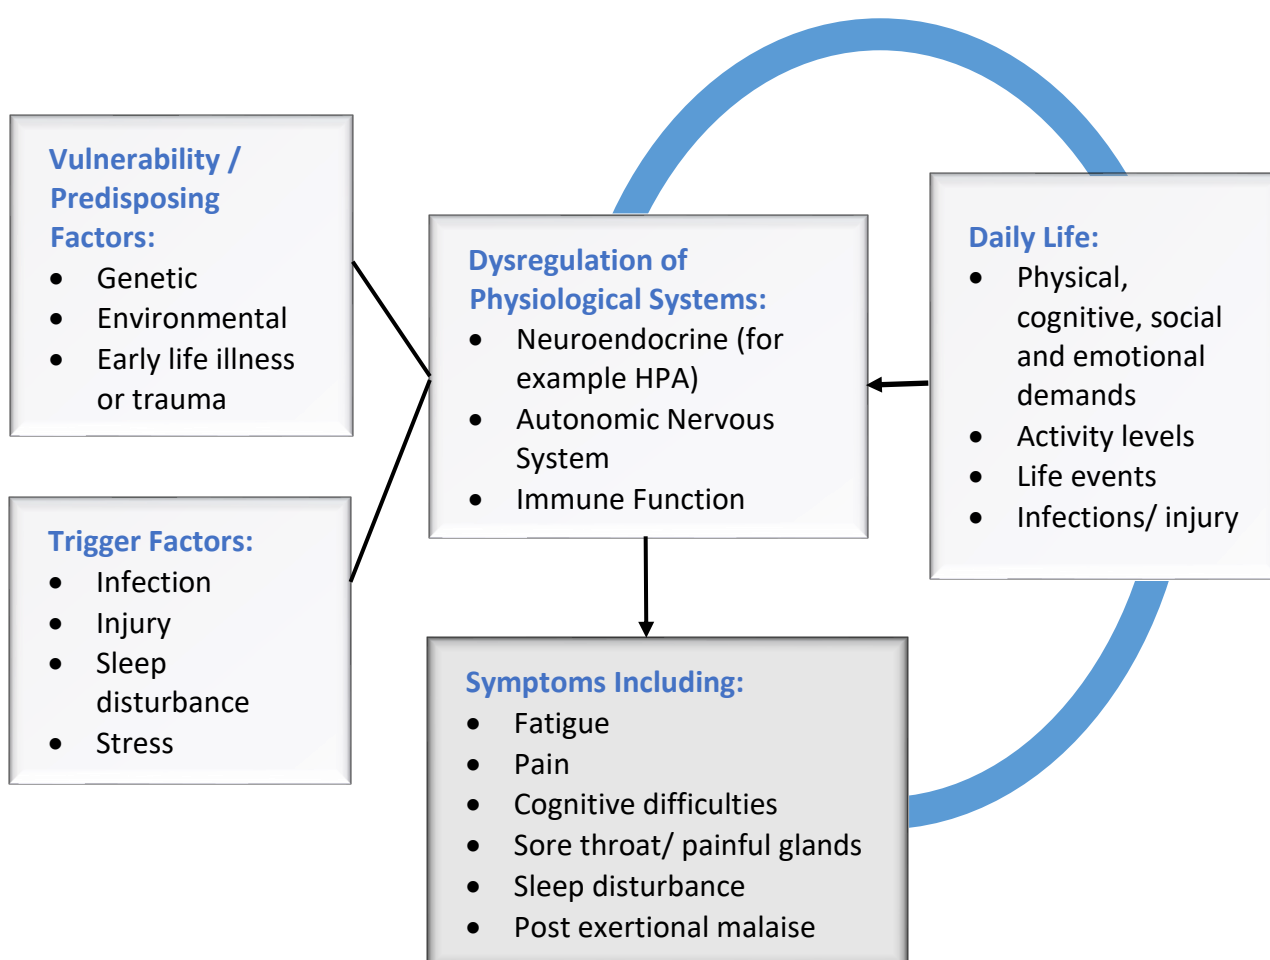 Vulnerability /
Predisposing
Factors:
• Genetic
• Environmental
• Early life illness
or trauma
Trigger Factors:
• Infection
• Injury
• Sleep
disturbance
• Stress
Dysregulation of
Physiological Systems:
• Neuroendocrine (for
example HPA)
• Autonomic Nervous
System
• Immune Function
Daily Life:
• Physical,
cognitive, social
and emotional
demands
• Activity levels
• Life events
• Infections/ injury
Symptoms Including:
• Fatigue
• Pain
• Cognitive difficulties
• Sore throat/ painful glands
• Sleep disturbance
• Post exertional malaise